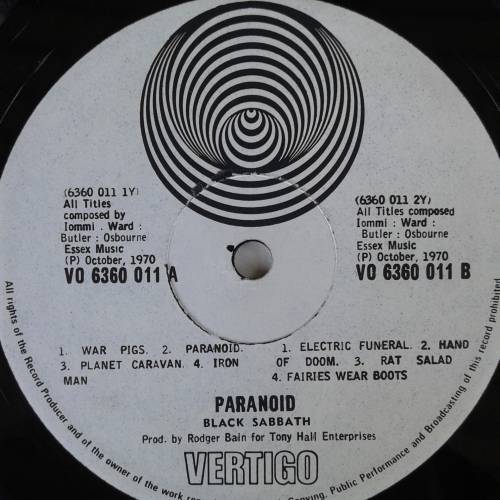 (6360 011 1Y)
All Titles
composed by
Iommi . Ward :
Butler : Osbourne
Essex Music
(P) October, 1970
VO 6360 011 A
(6360 011 2Y)
All Titles composed
Iommi : Ward :
Butler : Osbourne
Essex Music
(P) October, 1970
VO 6360 011 B
1. WAR PIGS. 2. PARANOID.
3. PLANET CARAVAN. 4. IRON
MAN
1. ELECTRIC FUNERAL. 2. HAND
OF DOOM. 3. RAT SALAD
4. FAIRIES WEAR BOOTS
PARANOID
BLACK SABBATH
Prod. by Rodger Bain for Tony Hall Enterprises
VERTIGO
All rights of the Record Producer and of the owner of the work
Public Performance and Broadcasting of this record prohibited